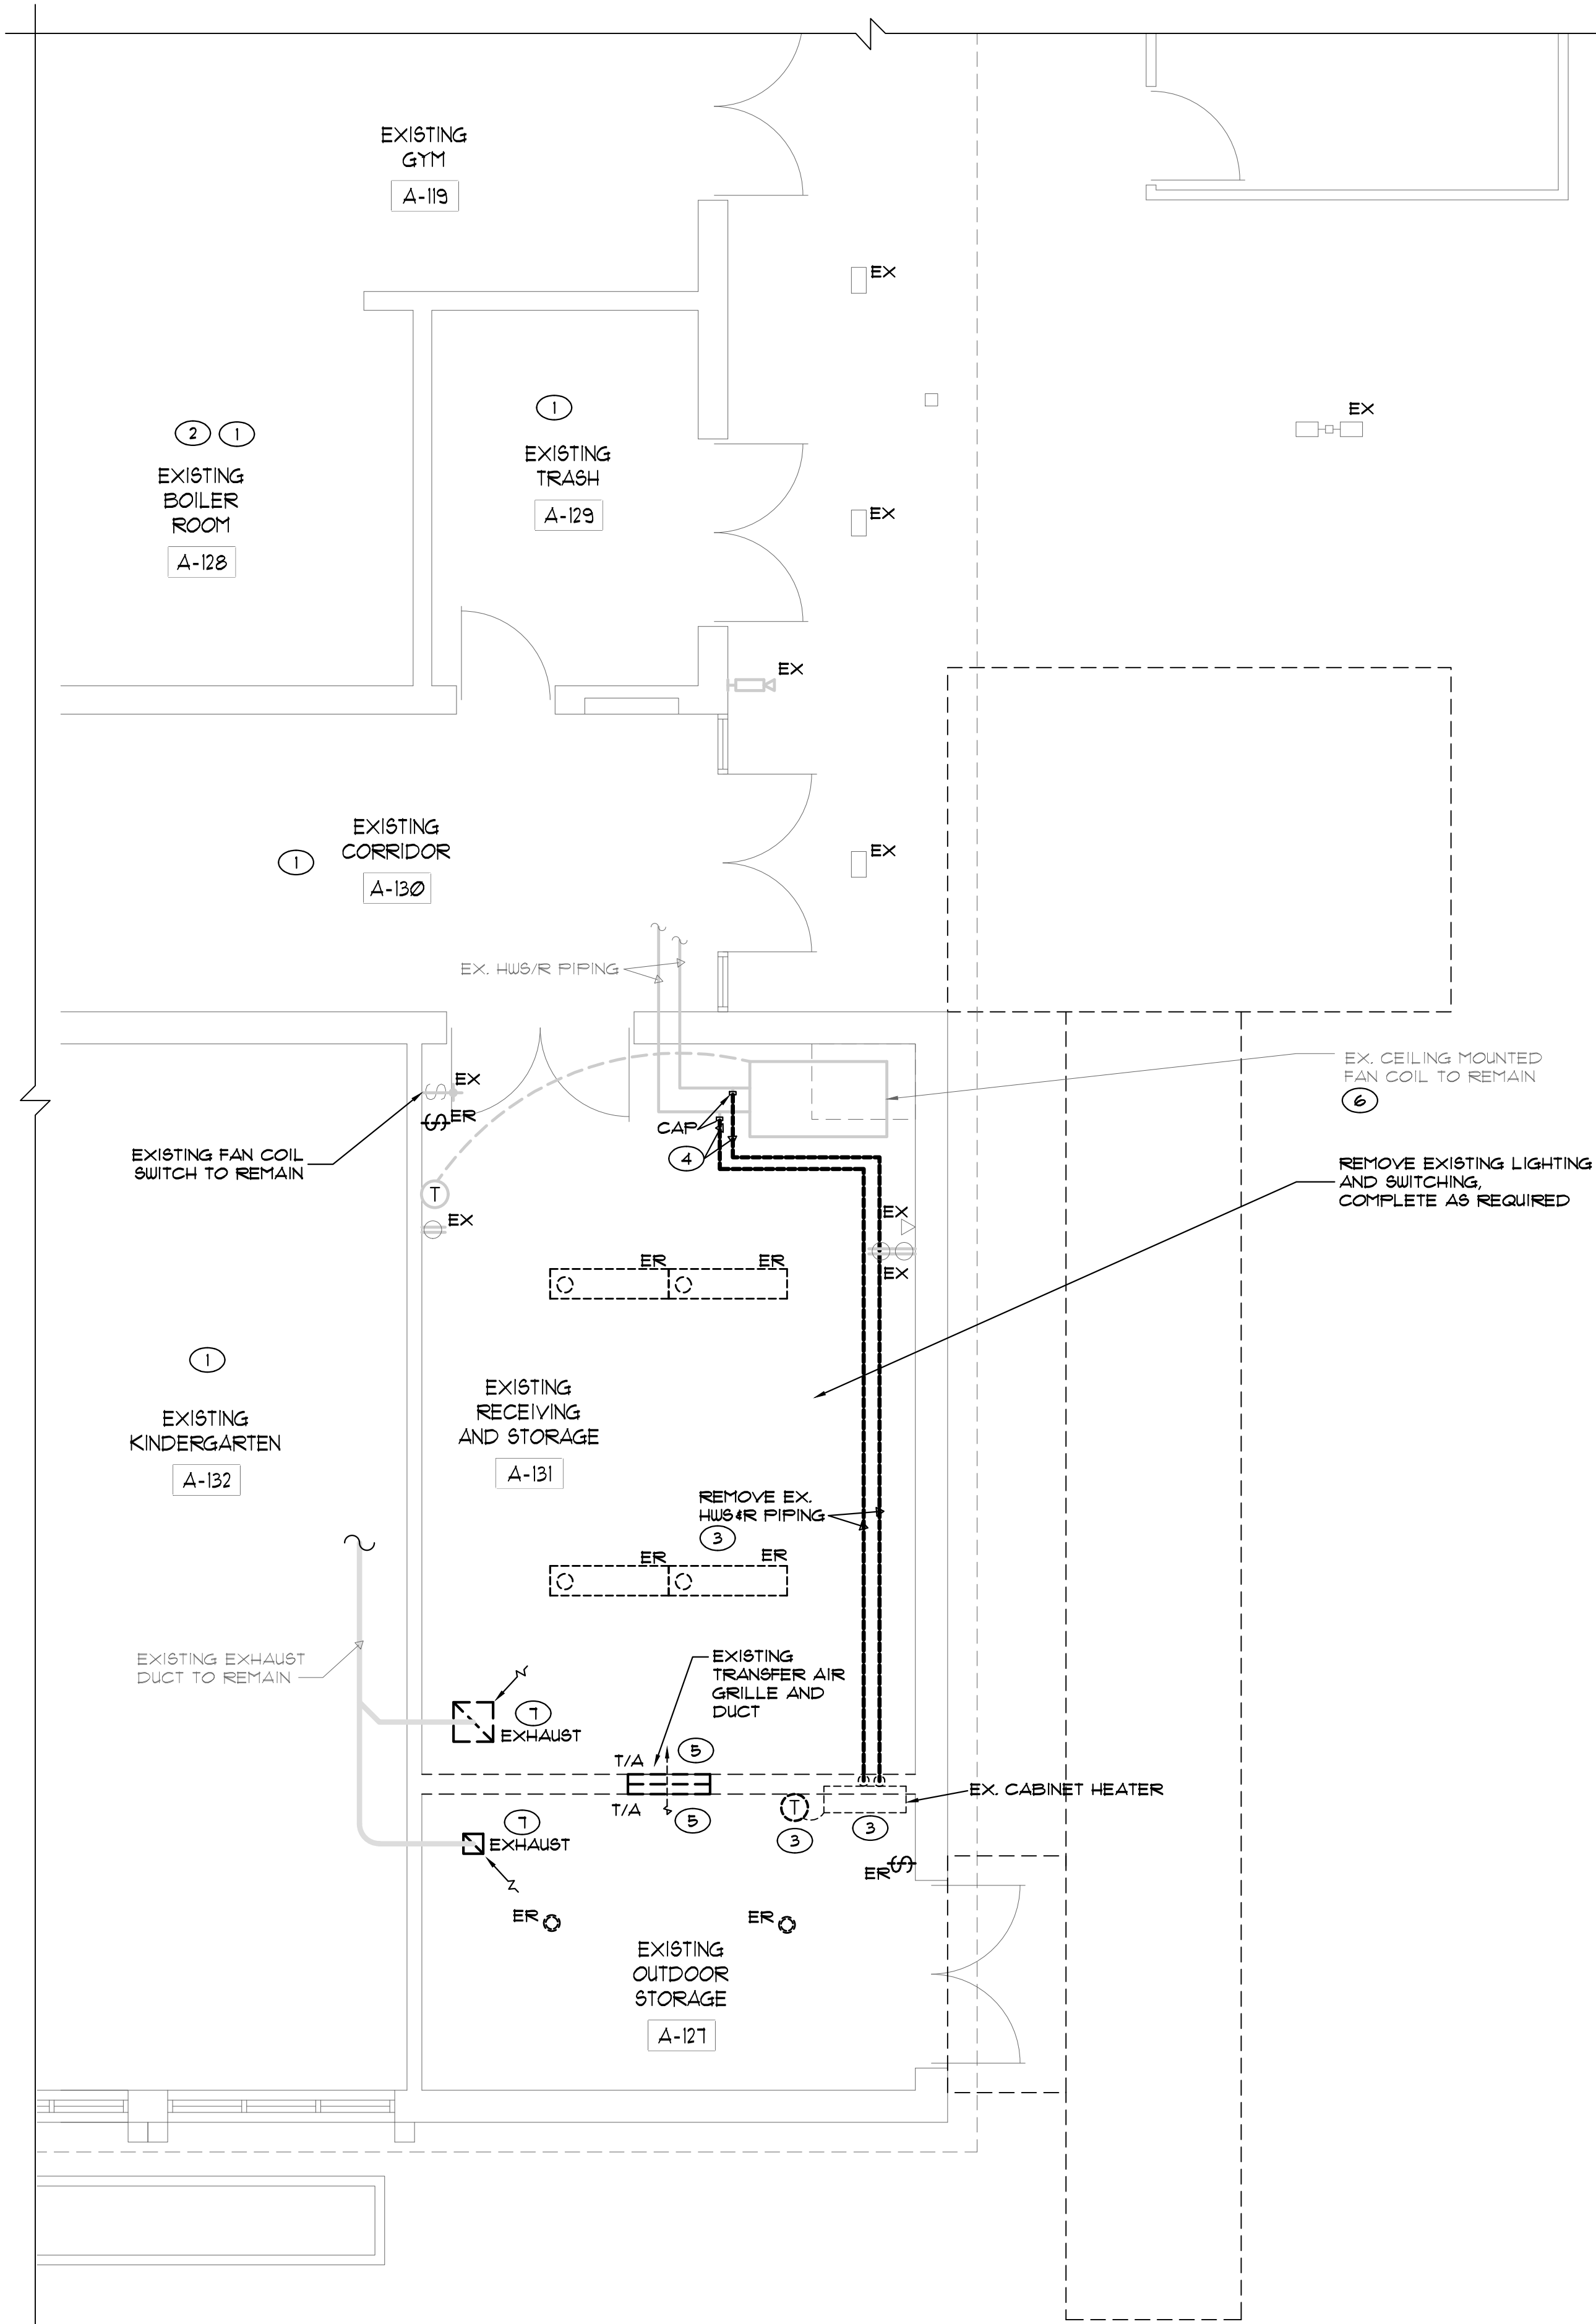 EXISTING
GYM
A-119
EX
EX
1
2 1
EXISTING
TRASH
A-129
EXISTING
BOILER
ROOM
A-128
EX
EX
EXISTING
CORRIDOR
A-130
1
EX
EX. HWS/R PIPING
EX. CEILING MOUNTED
FAN COIL TO REMAIN
6
$
EX
$
ER
CAP
4
EXISTING FAN COIL
SWITCH TO REMAIN
REMOVE EXISTING LIGHTING
AND SWITCHING,
COMPLETE AS REQUIRED
T
EX
EX
EX
ER
ER
1
EXISTING
KINDERGARTEN
A-132
EXISTING
RECEIVING
AND STORAGE
A-131
REMOVE EX.
HWS&R PIPING
3
ER
ER
EXISTING EXHAUST
DUCT TO REMAIN
EXISTING
TRANSFER AIR
GRILLE AND
DUCT
7
EXHAUST
T/A
5
T/A
5
T
3
3
EX. CABINET HEATER
7
EXHAUST
ER
$
ER
ER
EXISTING
OUTDOOR
STORAGE
A-127